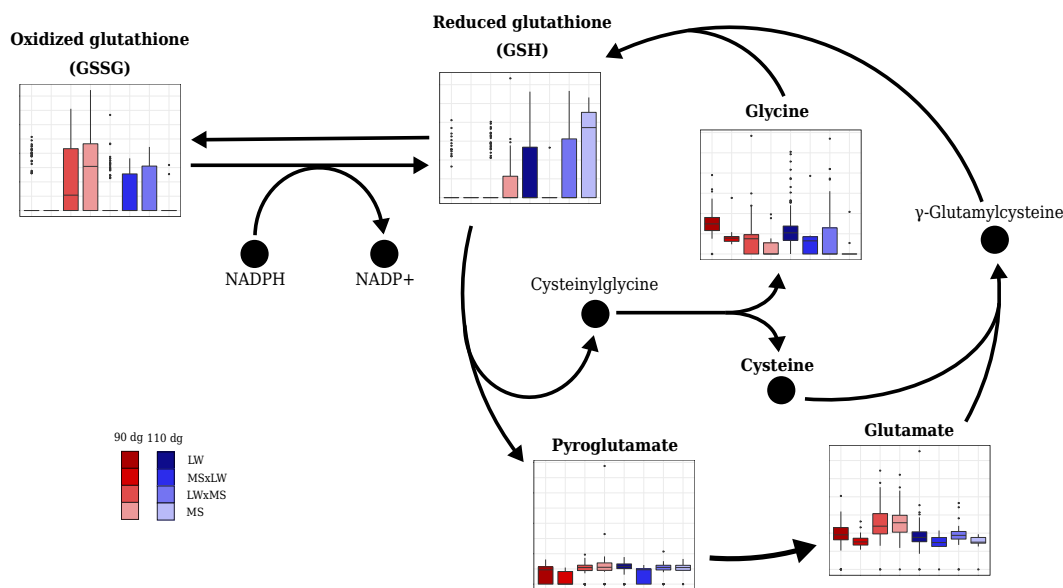 Reduced glutathione
(GSH)
Oxidized glutathione
(GSSG)
Glycine
γ-Glutamylcysteine
NADPH
NADP+
Cysteinylglycine
Cysteine
Glutamate
Pyroglutamate
90 dg 110 dg
LW
MSxLW
LWxMS
MS